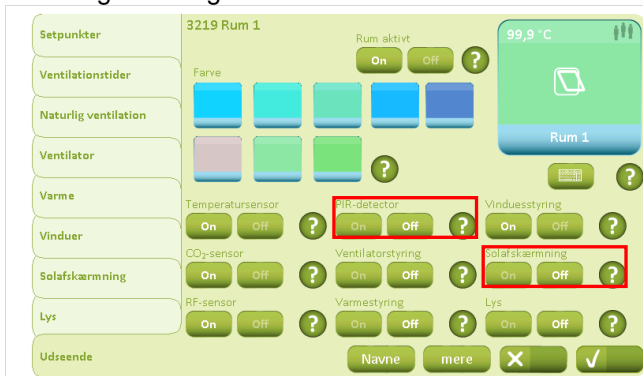 Setpunkter
Ventilationstider
Naturlig ventilation
Ventilator
Varme
Vinduer
Solafskærmning
Lys
Udseende
3219 Rum 1
Rum aktivt
On Off ?
Farve
?
99,9 °C
Rum 1
?
Temperatursensor PIR-detector Vinduesstyring
On Off ? On Off ? On Off ?
CO₂-sensor Ventilatorstyring Solafskærmning
On Off ? On Off ? On Off ?
RF-sensor Varmestyring Lys
On Off ? On Off ? On Off ?
Navne mere